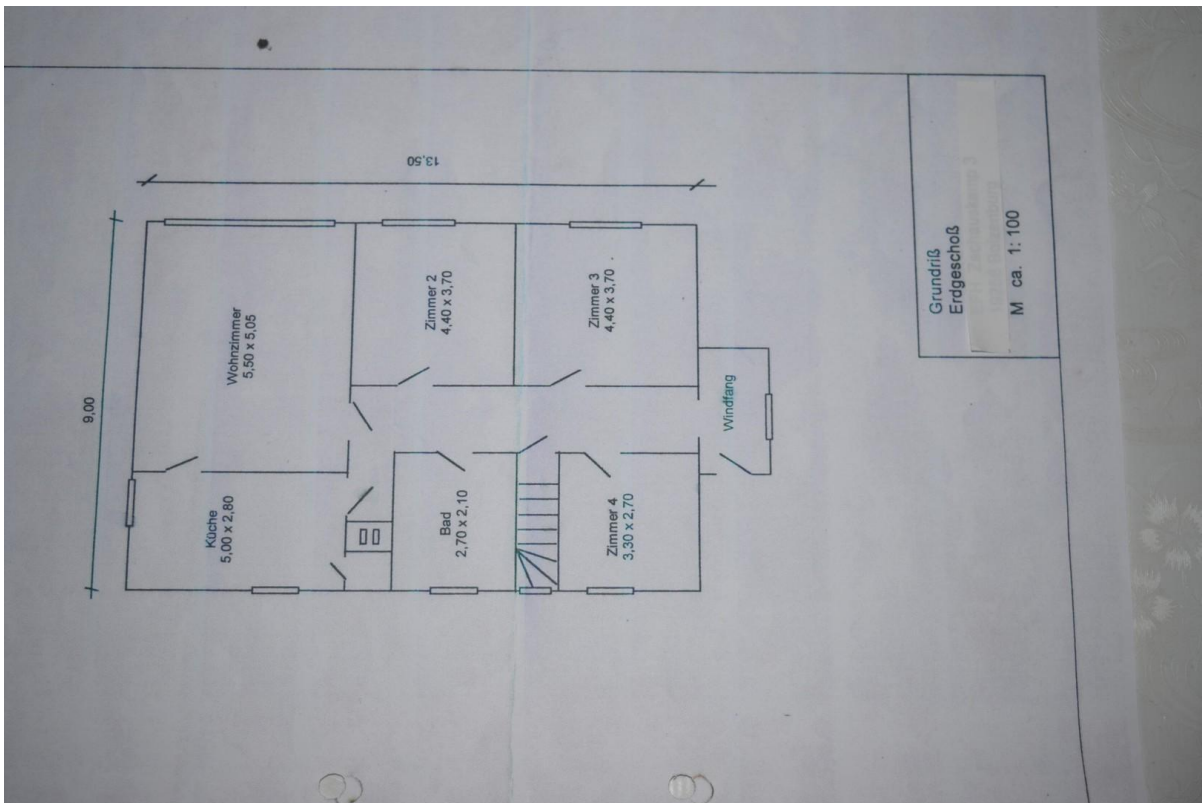 13,50
9,00
Wohnzimmer
5,50 x 5,05
Zimmer 2
4,40 x 3,70
Zimmer 3
4,40 x 3,70
Küche
5,00 x 2,80
Bad
2,70 x 2,10
Zimmer 4
3,30 x 2,70
Windfang
Grundriß
Erdgeschoß
M ca. 1: 100